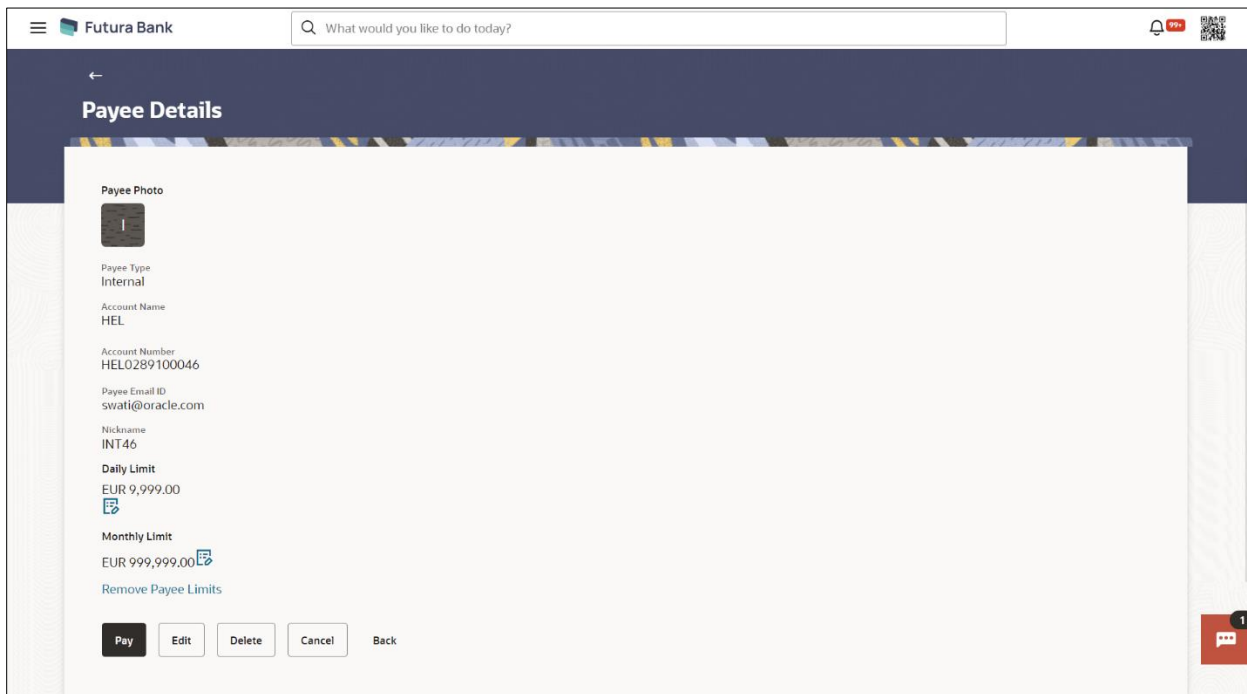 Futura Bank
What would you like to do today?
99+
Payee Details
Payee Photo
I
Payee Type
Internal
Account Name
HEL
Account Number
HEL0289100046
Payee Email ID
swati@oracle.com
Nickname
INT46
Daily Limit
EUR 9,999.00
Monthly Limit
EUR 999,999.00
Remove Payee Limits
Pay Edit Delete Cancel Back
1